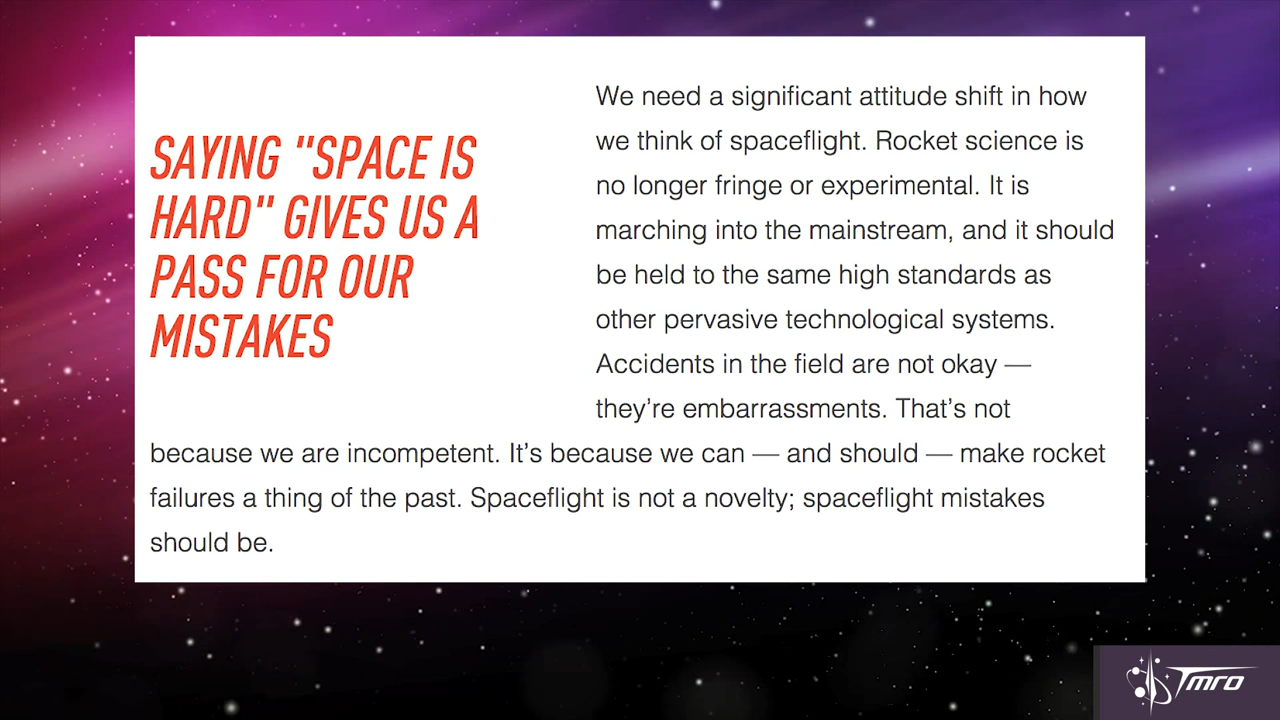 SAYING "SPACE IS
HARD" GIVES US A
PASS FOR OUR
MISTAKES
We need a significant attitude shift in how
we think of spaceflight. Rocket science is
no longer fringe or experimental. It is
marching into the mainstream, and it should
be held to the same high standards as
other pervasive technological systems.
Accidents in the field are not okay —
they’re embarrassments. That’s not
because we are incompetent. It’s because we can — and should — make rocket
failures a thing of the past. Spaceflight is not a novelty; spaceflight mistakes
should be.
TMRO